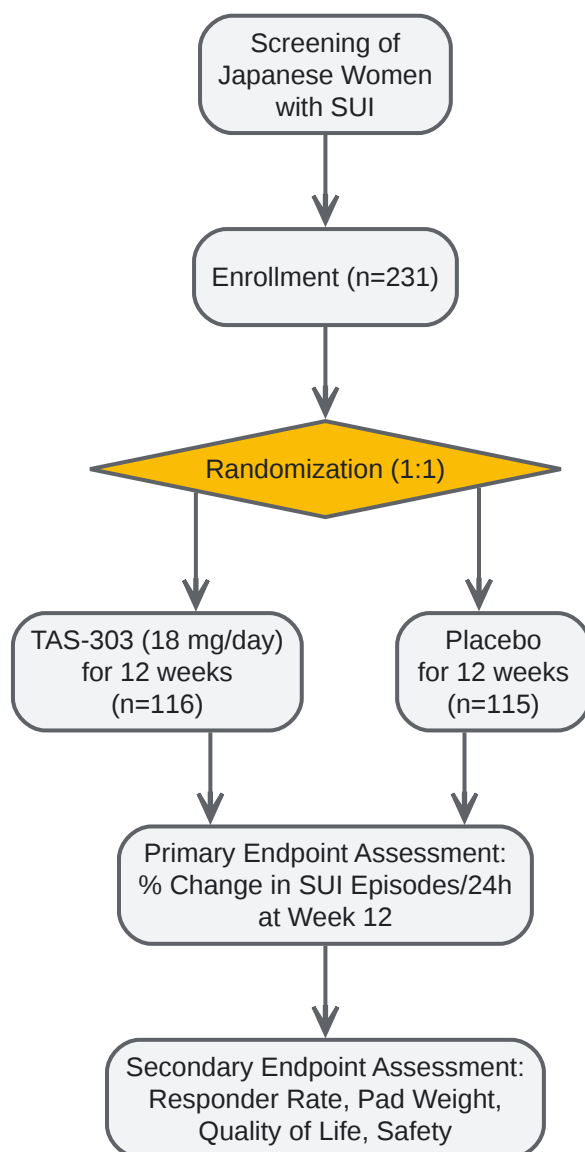 Screening of
Japanese Women
with SUI
Enrollment (n=231)
Randomization (1:1)
TAS-303 (18 mg/day)
for 12 weeks
(n=116)
Placebo
for 12 weeks
(n=115)
Primary Endpoint Assessment:
% Change in SUI Episodes/24h
at Week 12
Secondary Endpoint Assessment:
Responder Rate, Pad Weight,
Quality of Life, Safety